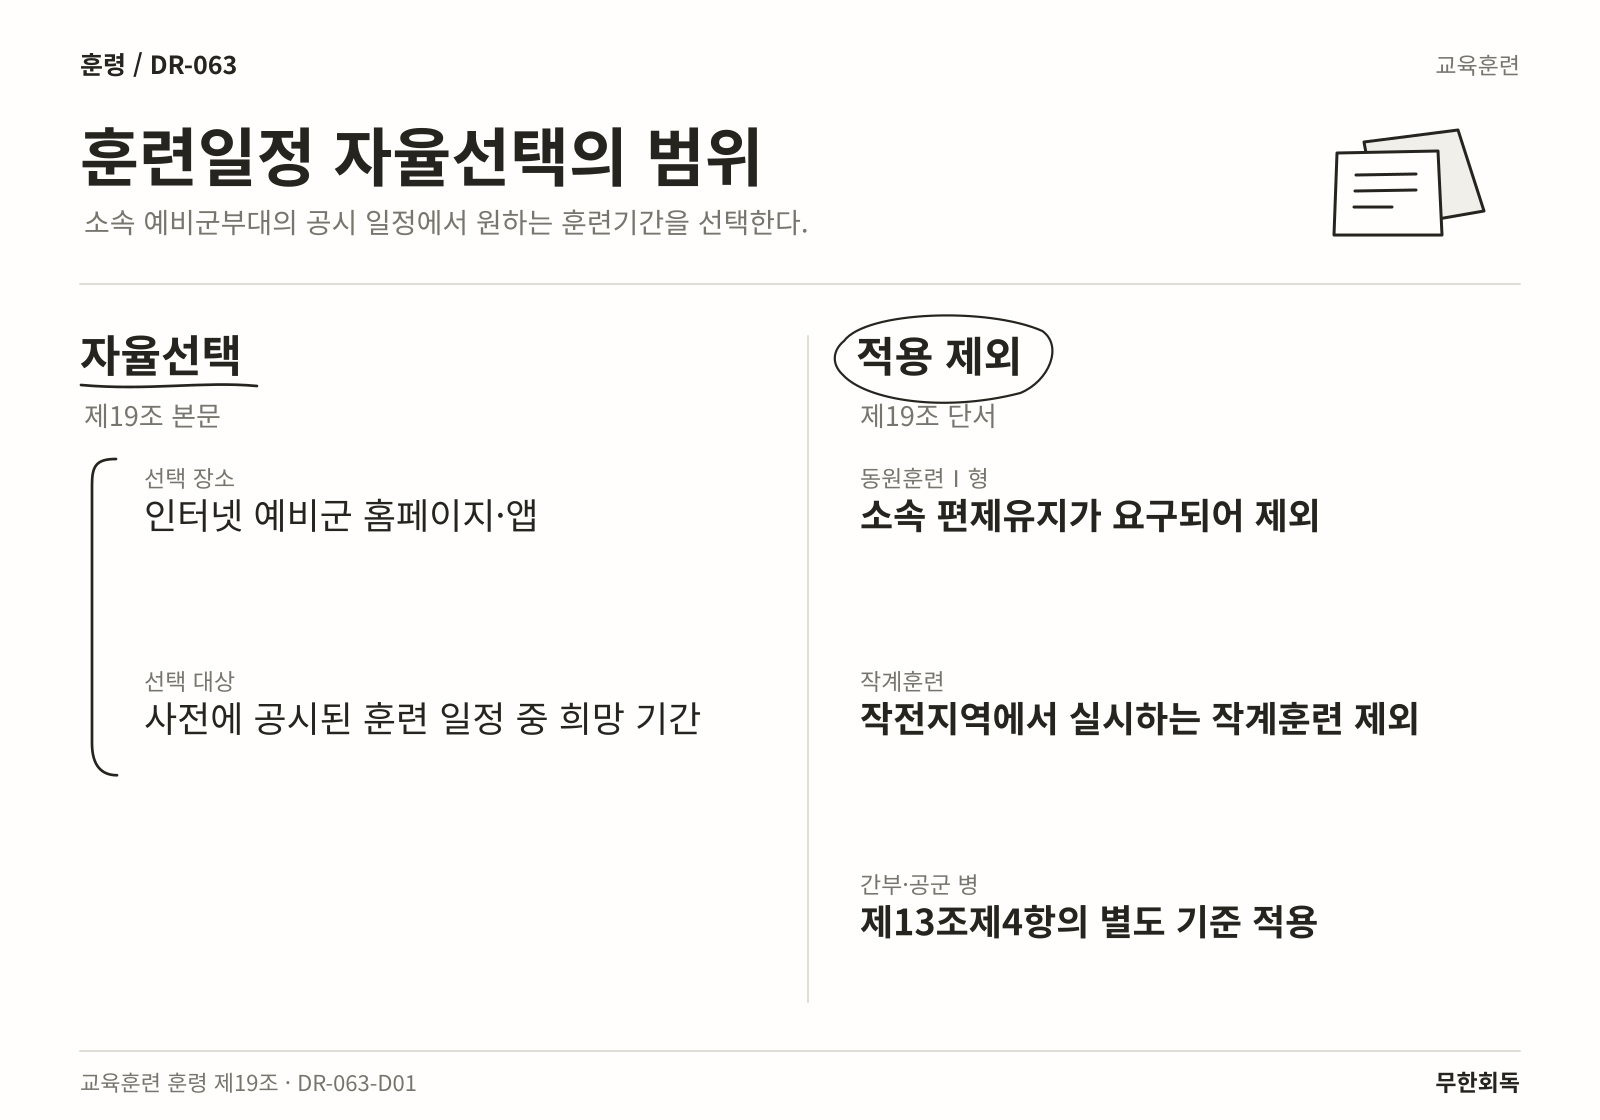 훈령 / DR-063
교육훈련
훈련일정 자율선택의 범위
소속 예비군부대의 공시 일정에서 원하는 훈련기간을 선택한다.
자율선택
제19조 본문
선택 장소
인터넷 예비군 홈페이지·앱
선택 대상
사전에 공시된 훈련 일정 중 희망 기간
적용 제외
제19조 단서
동원훈련Ⅰ형
소속 편제유지가 요구되어 제외
작계훈련
작전지역에서 실시하는 작계훈련 제외
간부·공군 병
제13조제4항의 별도 기준 적용
교육훈련 훈령 제19조 · DR-063-D01
무한회독